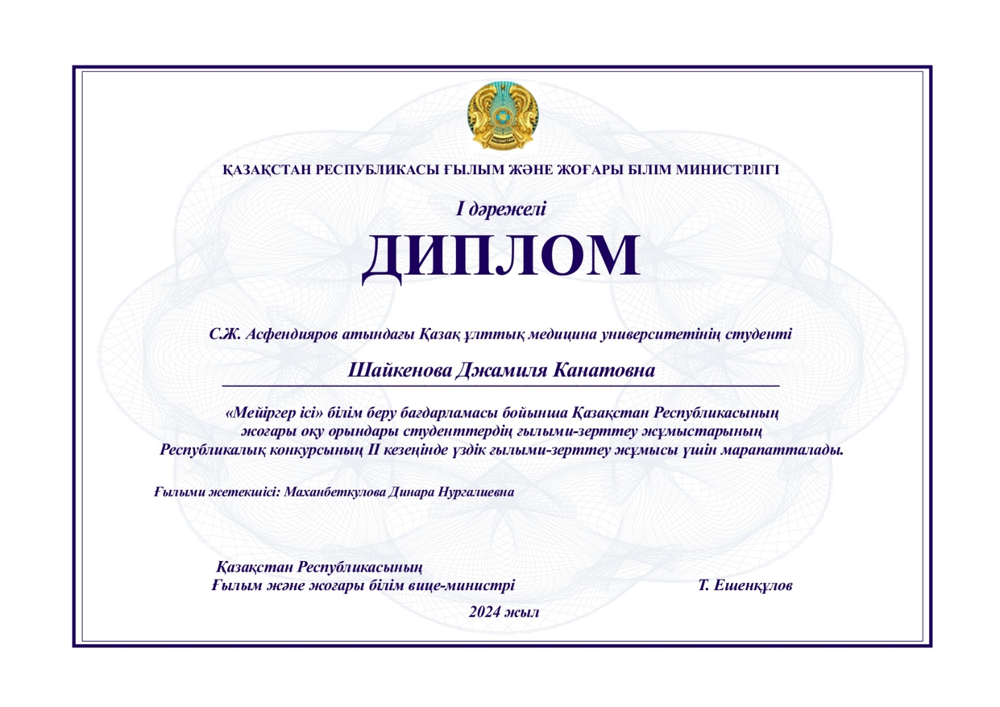 ҚАЗАҚСТАН РЕСПУБЛИКАСЫ ҒЫЛЫМ ЖӘНЕ ЖОҒАРЫ БІЛІМ МИНИСТРЛІГІ
І дәрежелі
ДИПЛОМ
С.Ж. Асфендияров атындағы Қазақ ұлттық медицина университетінің студенті
Шайкенова Джамиля Канатовна
«Мейіргер ісі» білім беру бағдарламасы бойынша Қазақстан Республикасының
жоғары оқу орындары студенттердің ғылыми-зерттеу жұмыстарының
Республикалық конкурсының ІІ кезеңінде үздік ғылыми-зерттеу жұмысы үшін марапатталады.
Ғылыми жетекшісі: Маханбеткулова Динара Нургалиевна
Қазақстан Республикасының
Ғылым және жоғары білім вице-министрі Т. Ешенқұлов
2024 жыл